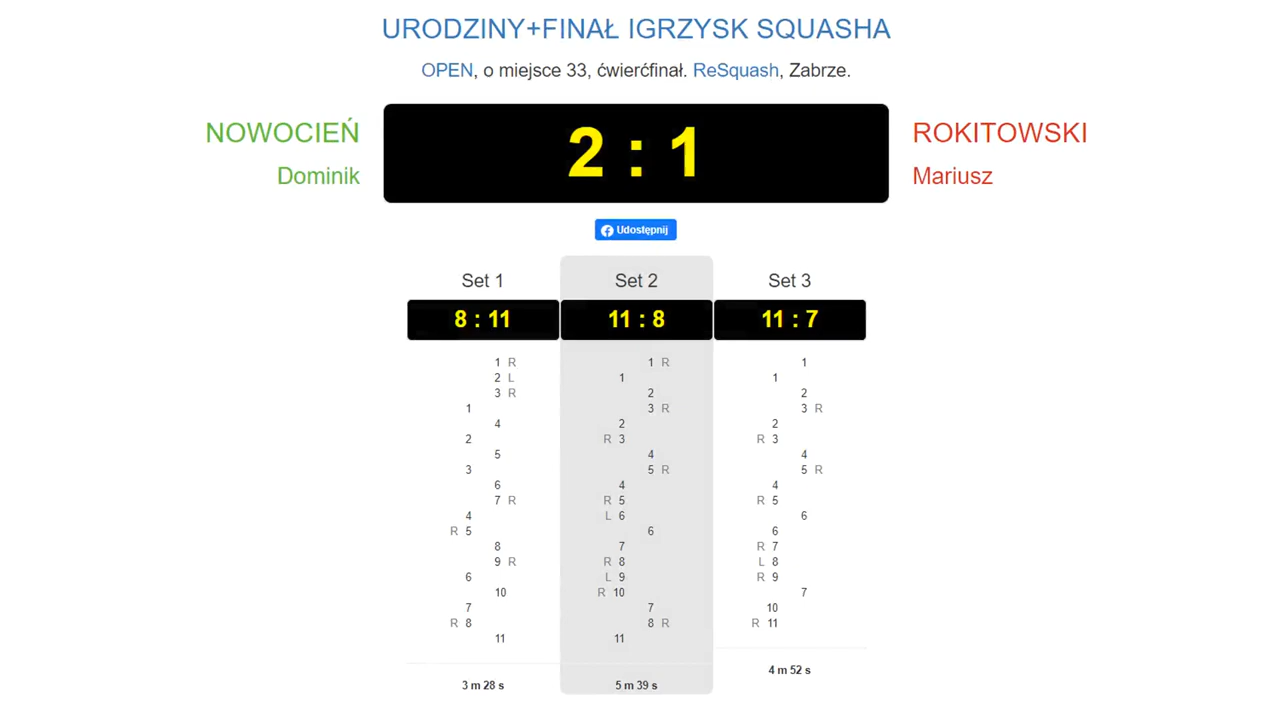 URODZINY+FINAŁ IGRZYSK SQUASHA
OPEN, o miejsce 33, ćwierćfinał. ReSquash, Zabrze.
NOWOCIEŃ
Dominik
2 : 1
ROKITOWSKI
Mariusz
Udostępnij
Set 1 Set 2 Set 3
8 : 11 11 : 8 11 : 7
1 R 1 R 1
2 L 1 1
3 R 2 2
1 3 R 3 R
4 2 2
2 R 3 R 3
5 4 4
3 5 R 5 R
6 4 4
7 R R 5 R 5
4 L 6 6
R 5 6 6
8 7 R 7
9 R R 8 L 8
6 L 9 R 9
10 R 10 7
7 7 10
R 8 8 R R 11
11 11
3 m 28 s 5 m 39 s 4 m 52 s